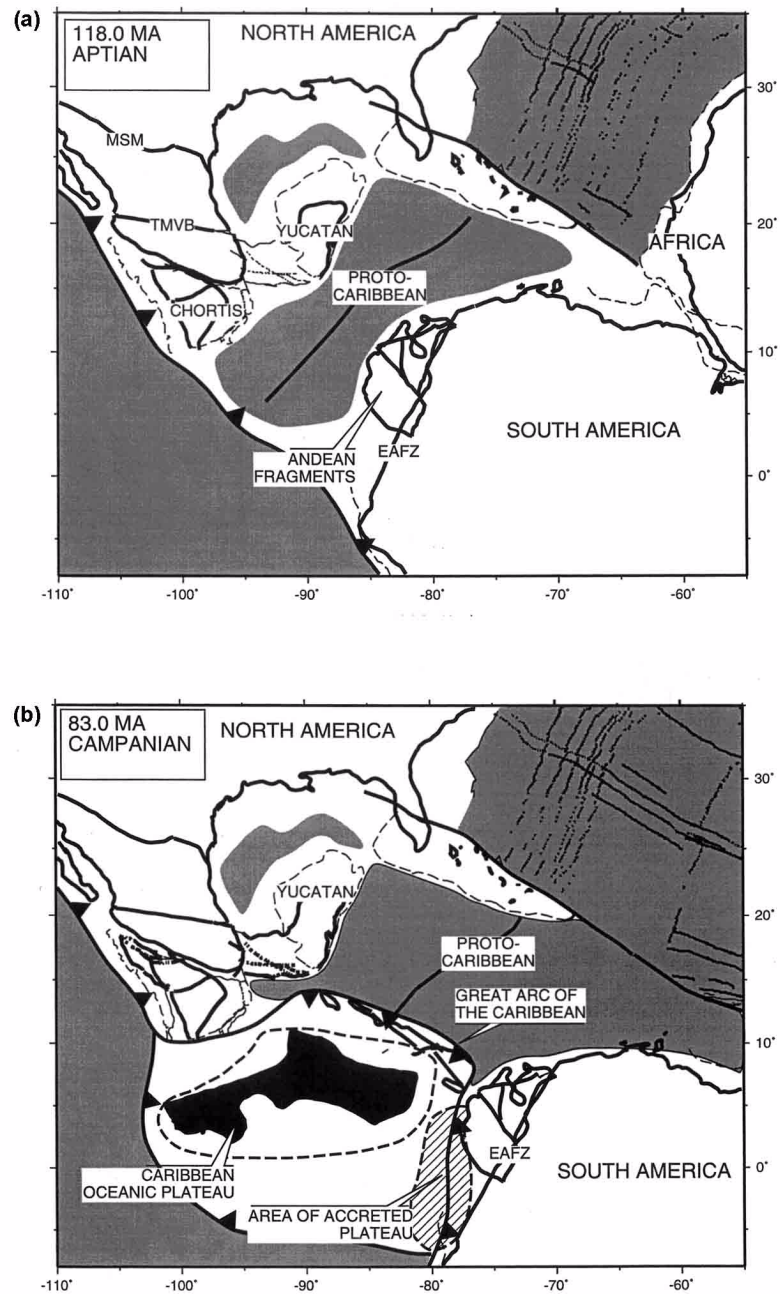 (a)
118.0 MA
APTIAN
NORTH AMERICA
30˚
MSM
TMVB
YUCATAN
20˚
AFRICA
PROTO-
CARIBBEAN
CHORTIS
10˚
SOUTH AMERICA
ANDEAN
FRAGMENTS
EAFZ
0˚
-110˚
-100˚
-90˚
-80˚
-70˚
-60˚
(b)
83.0 MA
CAMPANIAN
NORTH AMERICA
30˚
YUCATAN
20˚
PROTO-
CARIBBEAN
GREAT ARC OF
THE CARIBBEAN
10˚
EAFZ
CARIBBEAN
OCEANIC PLATEAU
SOUTH AMERICA
0˚
AREA OF ACCRETED
PLATEAU
-110˚
-100˚
-90˚
-80˚
-70˚
-60˚